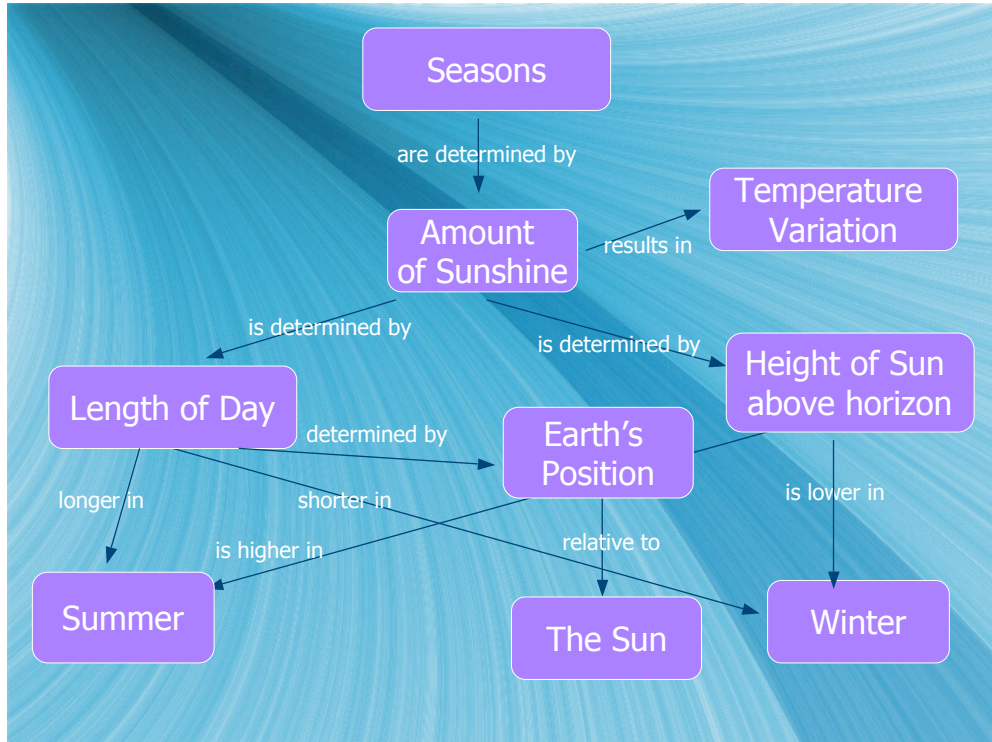 Seasons
are determined by
Temperature
Variation
Amount
of Sunshine
results in
is determined by
is determined by
Height of Sun
above horizon
Length of Day
determined by
Earth’s
Position
longer in
shorter in
is lower in
is higher in
relative to
Summer
The Sun
Winter